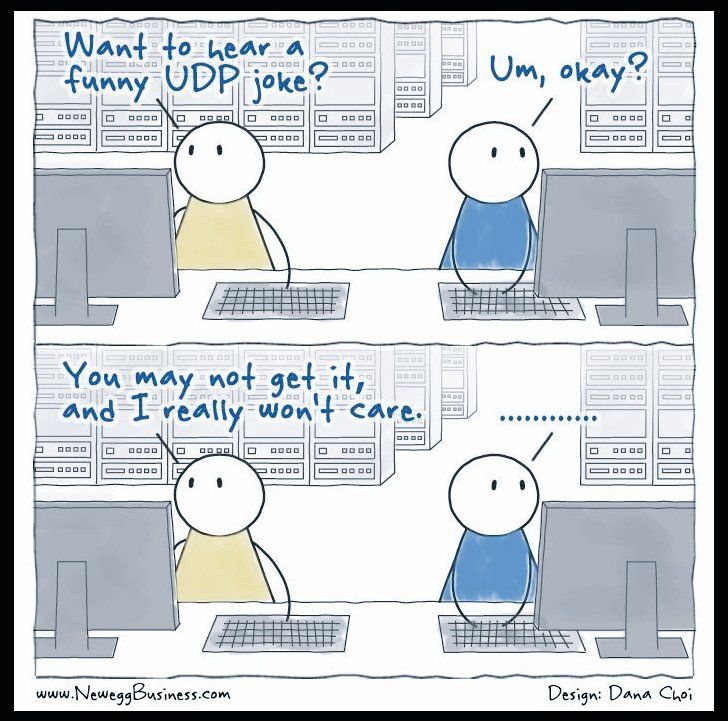 Want to hear a
funny UDP joke?
Um, okay?
You may not get it,
and I really won't care.
.............
www.NeweggBusiness.com
Design: Dana Choi